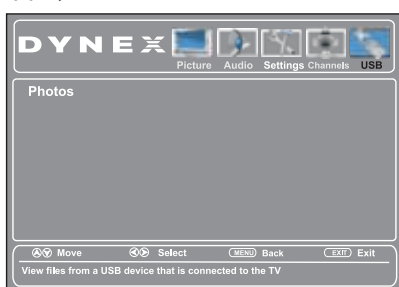 DYNEX
Picture Audio Settings Channels USB
Photos
Move Select MENU Back EXIT Exit
View files from a USB device that is connected to the TV